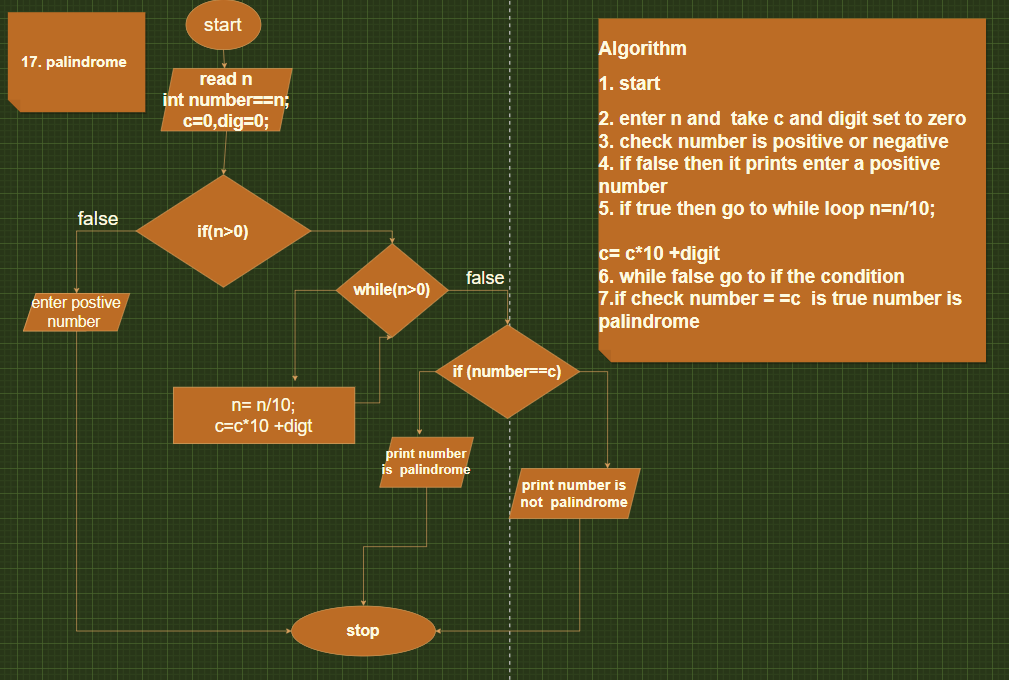 17. palindrome
start
read n
int number==n;
c=0,dig=0;
if(n>0)
false
enter postive
number
while(n>0)
false
n= n/10;
c=c*10 +digt
if (number==c)
print number
is palindrome
print number is
not palindrome
stop
Algorithm
1. start
2. enter n and take c and digit set to zero
3. check number is positive or negative
4. if false then it prints enter a positive
number
5. if true then go to while loop n=n/10;
c= c*10 +digit
6. while false go to if the condition
7.if check number = =c is true number is
palindrome